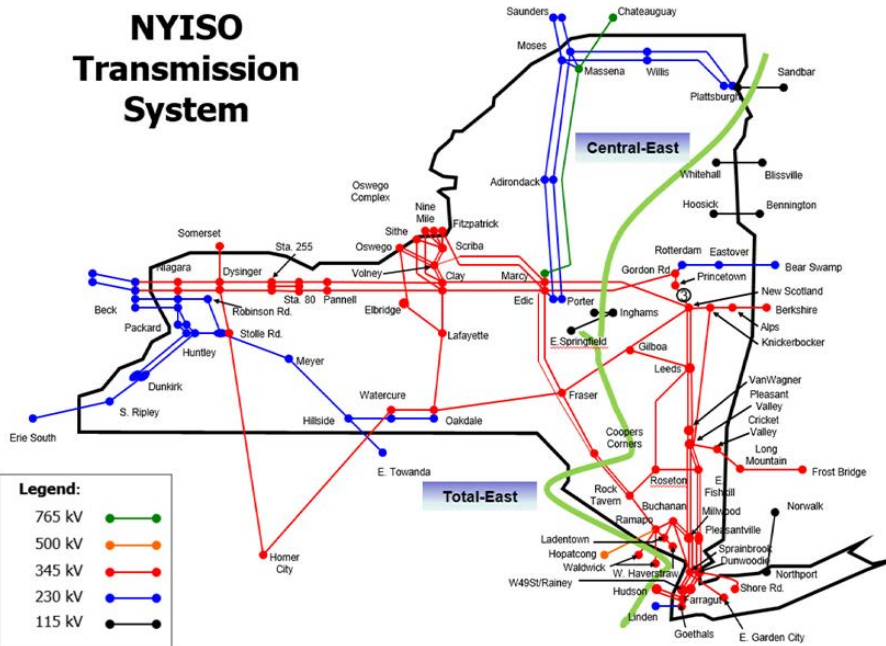 NYISO
Transmission
System
Saunders
Chateauguay
Moses
Massena
Willis
Plattsburgh
Sandbar
Central-East
Adirondack
Whitehall
Blissville
Hoosick
Bennington
Oswego
Complex
Nine
Mile
Fitzpatrick
Sithe
Oswego
Scriba
Volney
Clay
Somerset
Sta. 255
Niagara
Dysinger
Sta. 80
Pannell
Elbridge
Marcy
Edic
Porter
Rotterdam
Eastover
Bear Swamp
Gordon Rd.
Princetown
3
New Scotland
Beck
Robinson Rd.
Packard
Stolle Rd.
Huntley
Lafayette
Inghams
E.Springfield
Berkshire
Alps
Knickerbocker
Gilboa
Leeds
Meyer
Dunkirk
S. Ripley
Erie South
Watercure
Hillside
Oakdale
E. Towanda
Fraser
Coopers
Corners
VanWagner
Pleasant
Valley
Cricket
Valley
Long
Mountain
Frost Bridge
Total-East
Rock
Tavern
Roseton
E.
Fishkill
Buchanan
Millwood
Norwalk
Ramapo
Pleasantville
Ladentown
Hopatcong
Waldwick
W. Haverstraw
Sprainbrook
Dunwoodie
Northport
Homer
City
W49St/Rainey
Hudson
Farragut
Shore Rd.
Linden
Goethals
E. Garden City
Legend:
765 kV
500 kV
345 kV
230 kV
115 kV